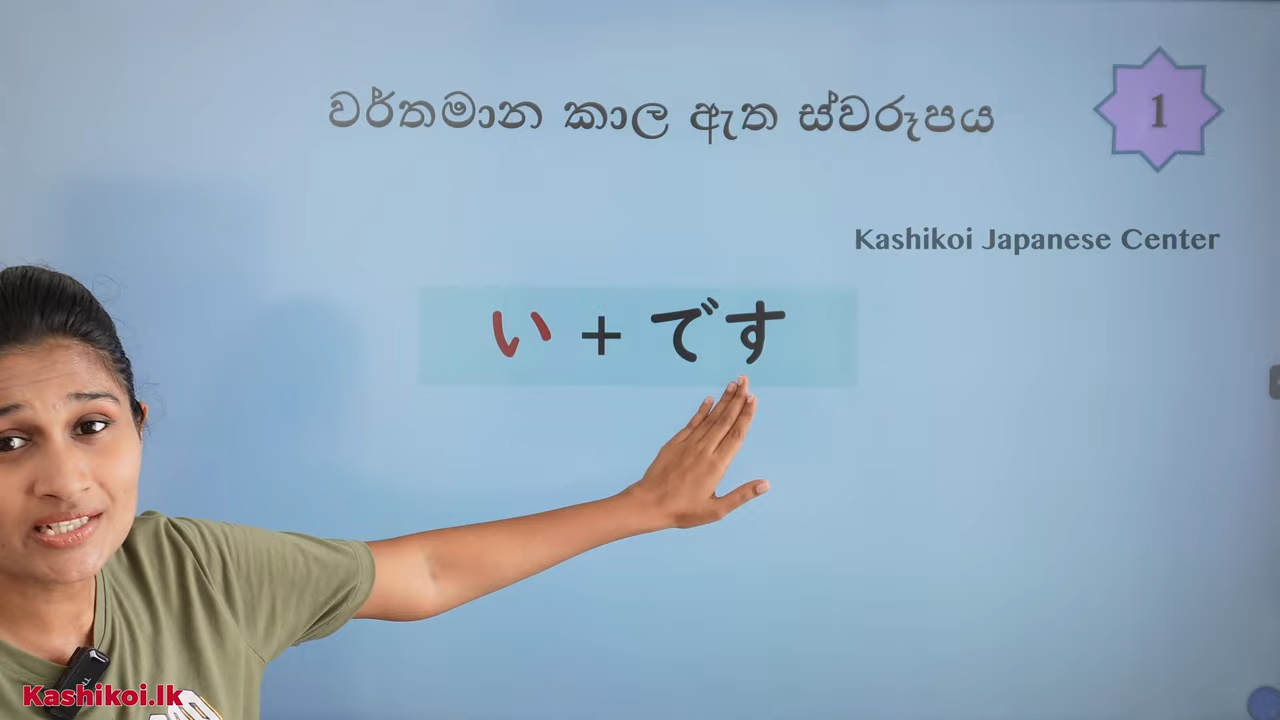 වර්තමාන කාල ඇත ස්වරූපය
1
Kashikoi Japanese Center
い + です
Kashikoi.lk